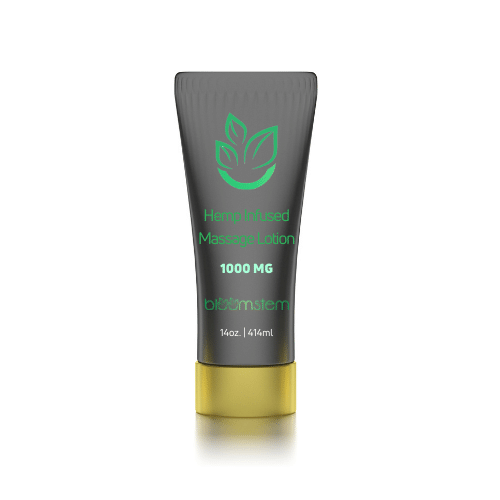 Hemp Infused
Massage Lotion
1000 MG
bloomstem
14oz. | 414ml